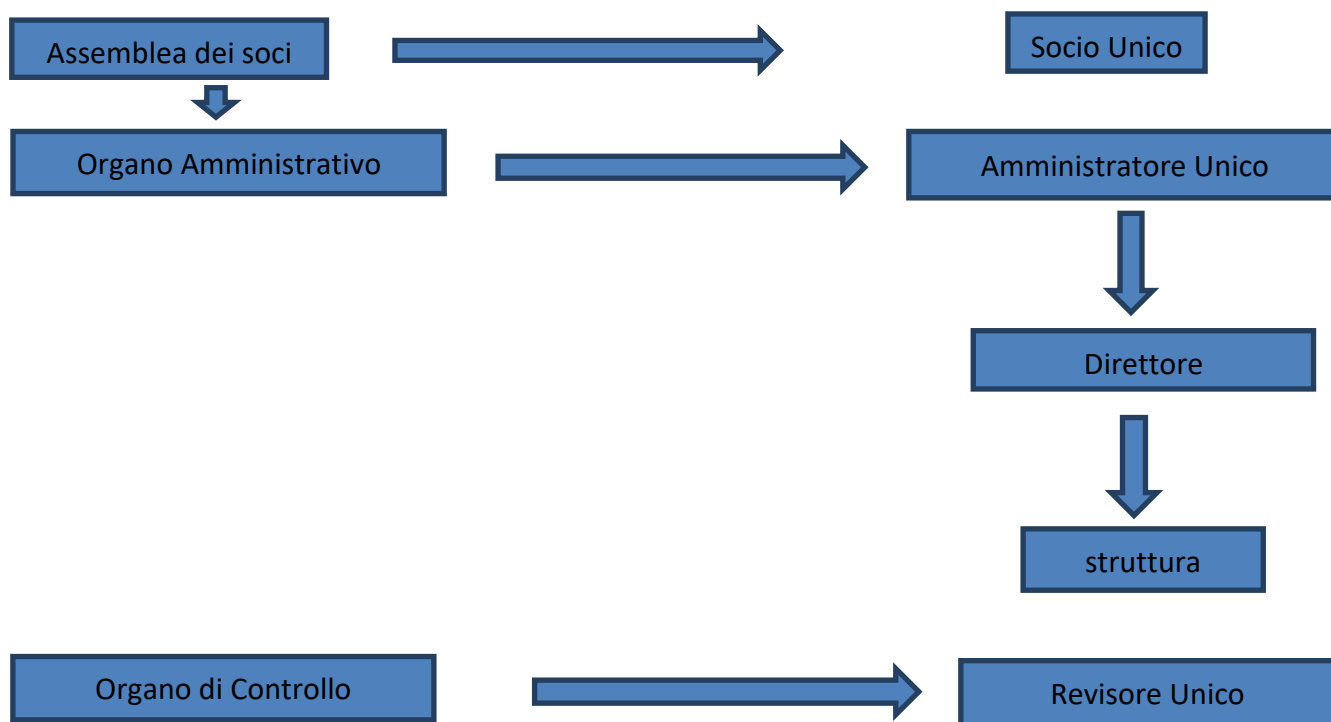 Assemblea dei soci
Socio Unico
Organo Amministrativo
Amministratore Unico
Direttore
struttura
Organo di Controllo
Revisore Unico